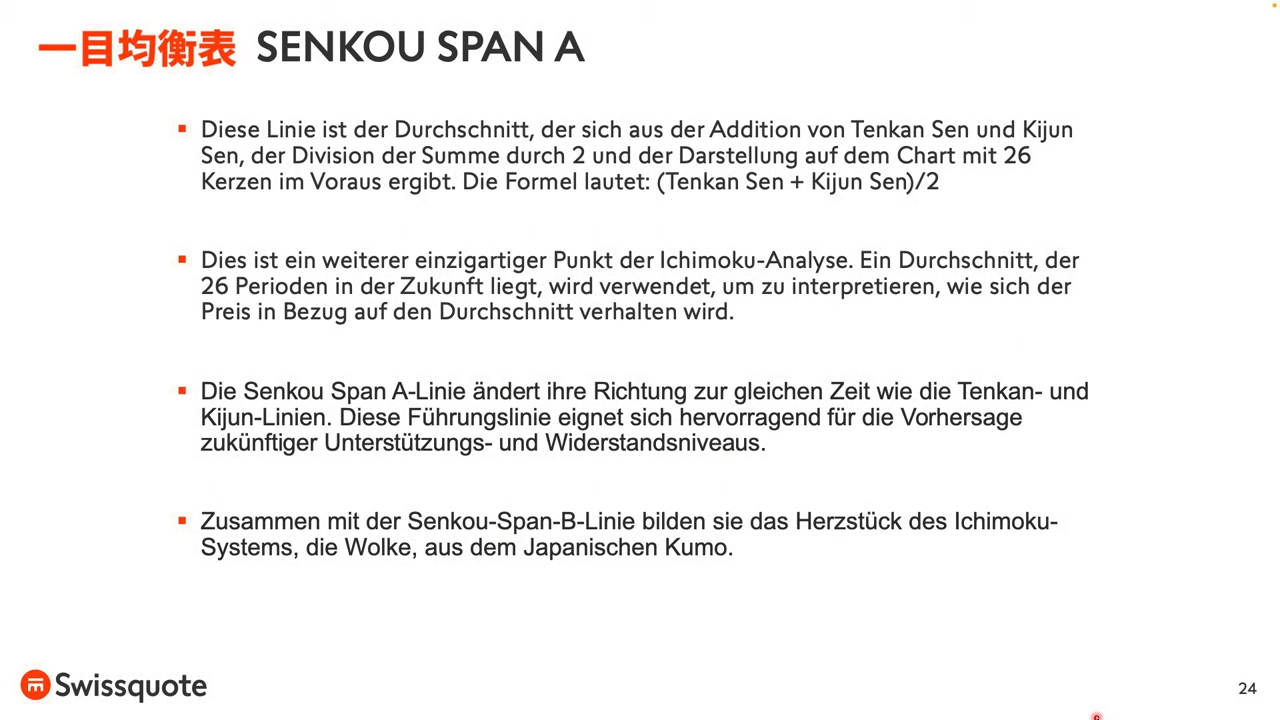 一目均衡表 SENKOU SPAN A
▪ Diese Linie ist der Durchschnitt, der sich aus der Addition von Tenkan Sen und Kijun
Sen, der Division der Summe durch 2 und der Darstellung auf dem Chart mit 26
Kerzen im Voraus ergibt. Die Formel lautet: (Tenkan Sen + Kijun Sen)/2
▪ Dies ist ein weiterer einzigartiger Punkt der Ichimoku-Analyse. Ein Durchschnitt, der
26 Perioden in der Zukunft liegt, wird verwendet, um zu interpretieren, wie sich der
Preis in Bezug auf den Durchschnitt verhalten wird.
▪ Die Senkou Span A-Linie ändert ihre Richtung zur gleichen Zeit wie die Tenkan- und
Kijun-Linien. Diese Führungslinie eignet sich hervorragend für die Vorhersage
zukünftiger Unterstützungs- und Widerstandsniveaus.
▪ Zusammen mit der Senkou-Span-B-Linie bilden sie das Herzstück des Ichimoku-
Systems, die Wolke, aus dem Japanischen Kumo.
Swissquote
24